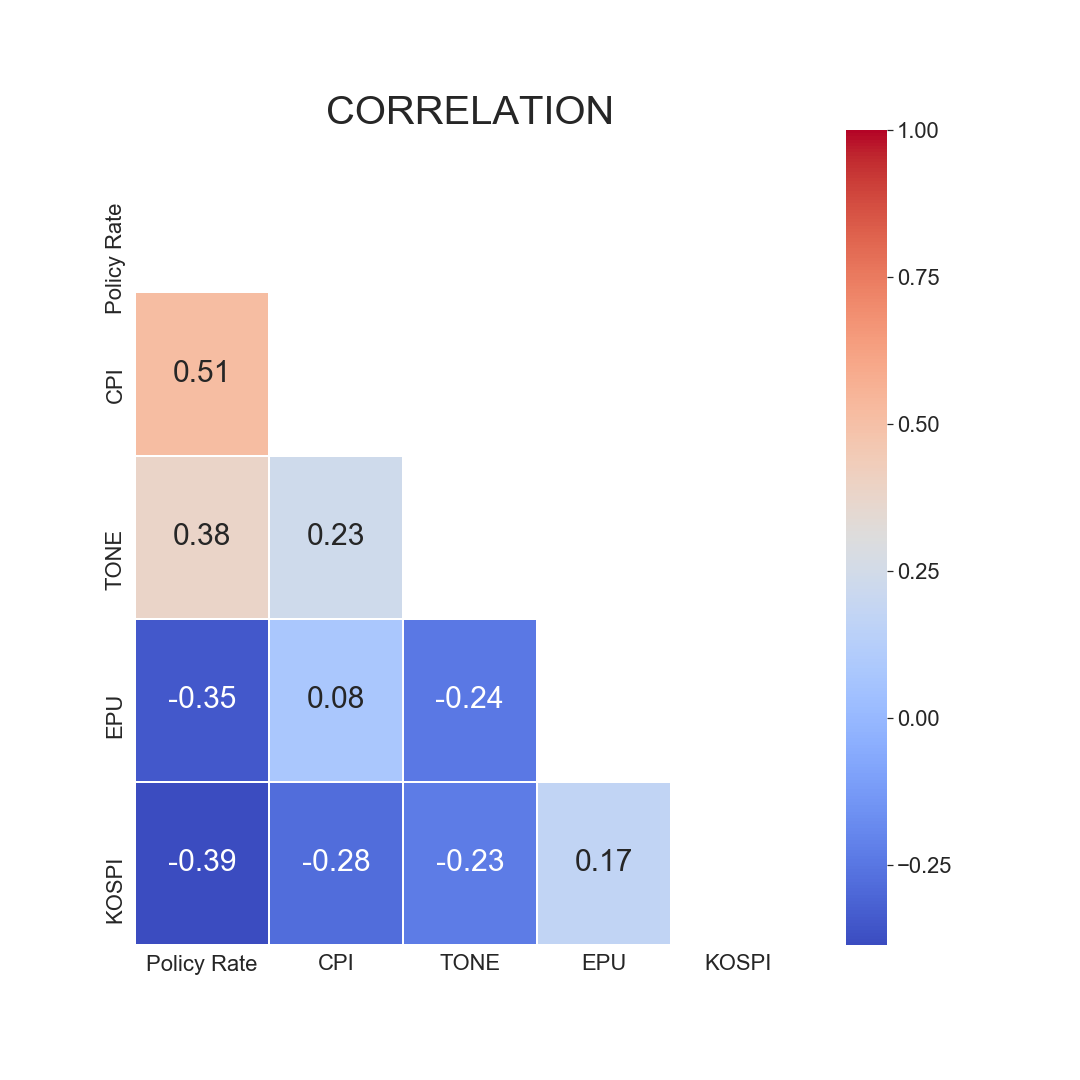 CORRELATION
Policy Rate
CPI
TONE
EPU
KOSPI
0.51
0.38 0.23
-0.35 0.08 -0.24
-0.39 -0.28 -0.23 0.17
Policy Rate CPI TONE EPU KOSPI
1.00
0.75
0.50
0.25
0.00
−0.25